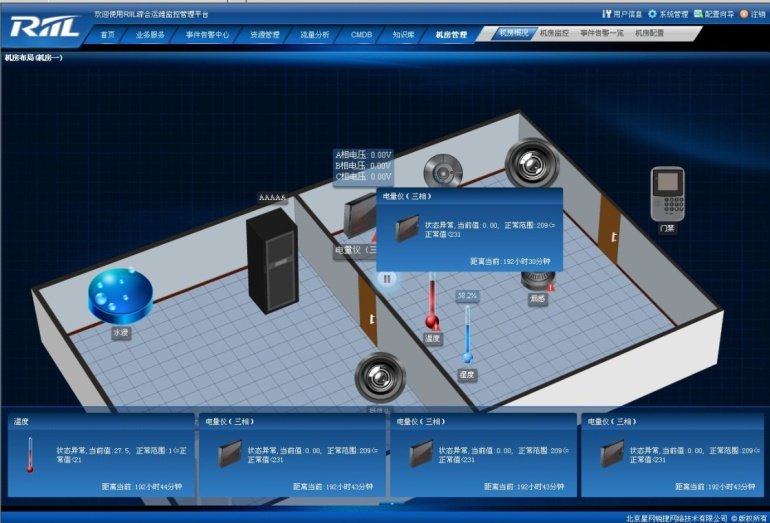 欢迎使用RIIL综合运维监控管理平台
用户信息 系统管理 配置向导 注销
RIIL
首页 业务服务 事件告警中心 资源管理 流量分析 CMDB 知识库 机房管理 机房概况 机房监控 事件告警一览 机房配置
机房布局(机房一)
A相电压: 0.00V
B相电压: 0.00V
C相电压: 0.00V
AAAAA
电量仪(三相)
状态异常,当前值:0.00, 正常范围:209<=
正常值<231
距离当前:192小时30分钟
门禁
电量仪(三
烟感
38.2%
水浸
温度
湿度
温度
状态异常,当前值:27.5, 正常范围:1<=正
常值<21
距离当前:192小时44分钟
电量仪(三相)
状态异常,当前值:0.00, 正常范围:209<=
正常值<231
距离当前:192小时43分钟
电量仪(三相)
状态异常,当前值:0.00, 正常范围:209<=
正常值<231
距离当前:192小时43分钟
电量仪(三相)
状态异常,当前值:0.00, 正常范围:209<=
正常值<231
距离当前:192小时43分钟
北京星网锐捷网络技术有限公司 ©版权所有